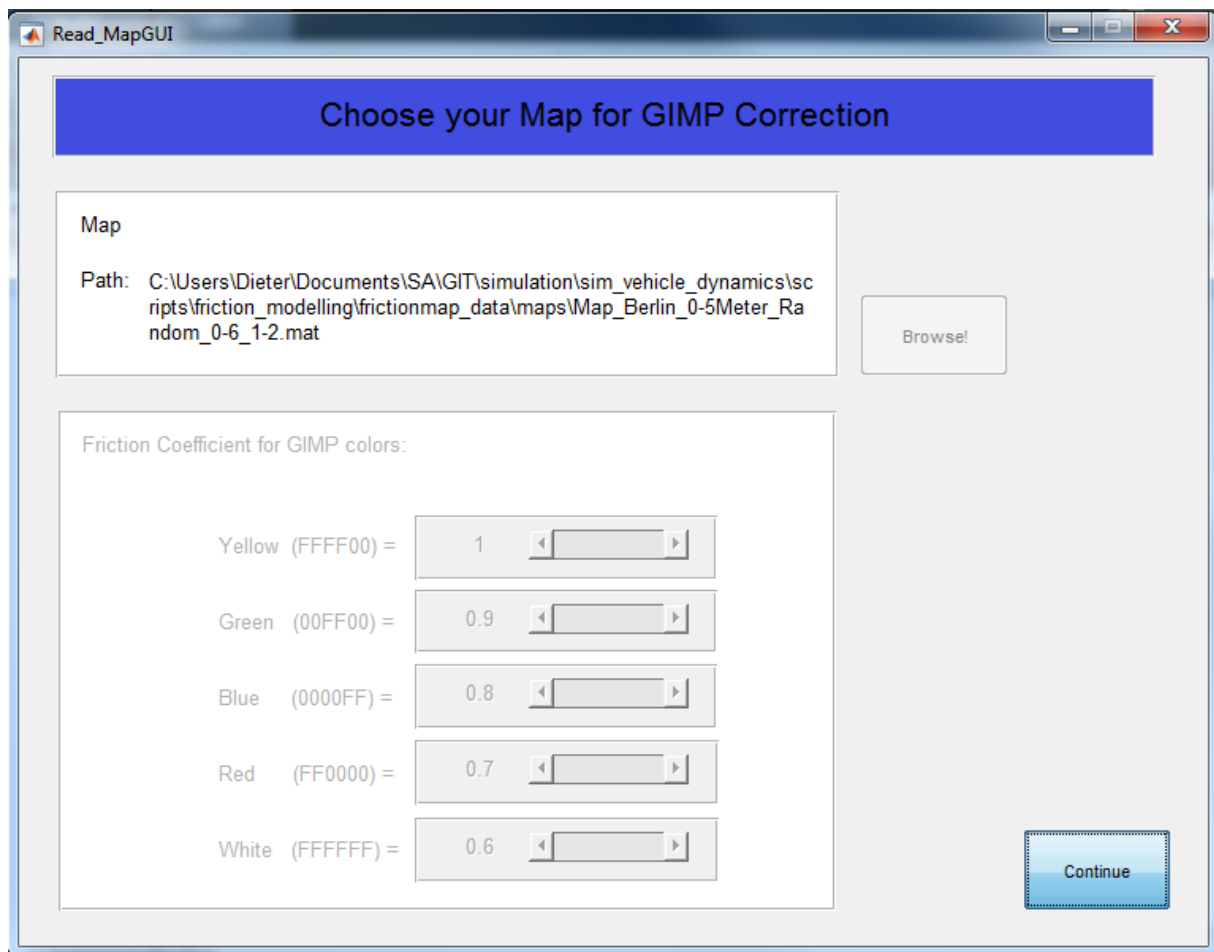 Read_MapGUI
Choose your Map for GIMP Correction
Map
Path: C:\Users\Dieter\Documents\SA\GIT\simulation\sim_vehicle_dynamics\sc
ripts\friction_modelling\frictionmap_data\maps\Map_Berlin_0-5Meter_Ra
ndom_0-6_1-2.mat
Browse!
Friction Coefficient for GIMP colors:
Yellow (FFFF00) = 1
Green (00FF00) = 0.9
Blue (0000FF) = 0.8
Red (FF0000) = 0.7
White (FFFFFF) = 0.6
Continue